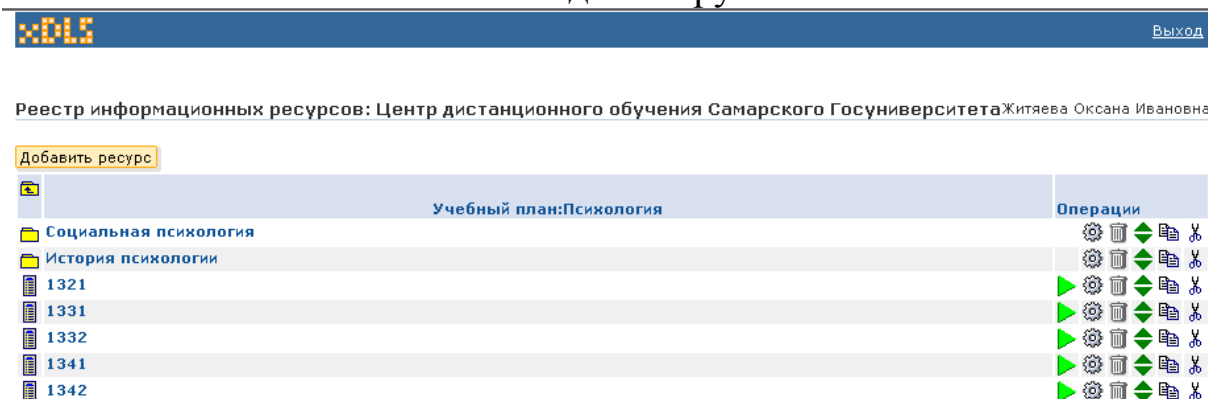 xDLS
Выход
Реестр информационных ресурсов: Центр дистанционного обучения Самарского Госуниверситета Житяева Оксана Ивановна
Добавить ресурс
Учебный план:Психология Операции
Социальная психология
История психологии
1321
1331
1332
1341
1342